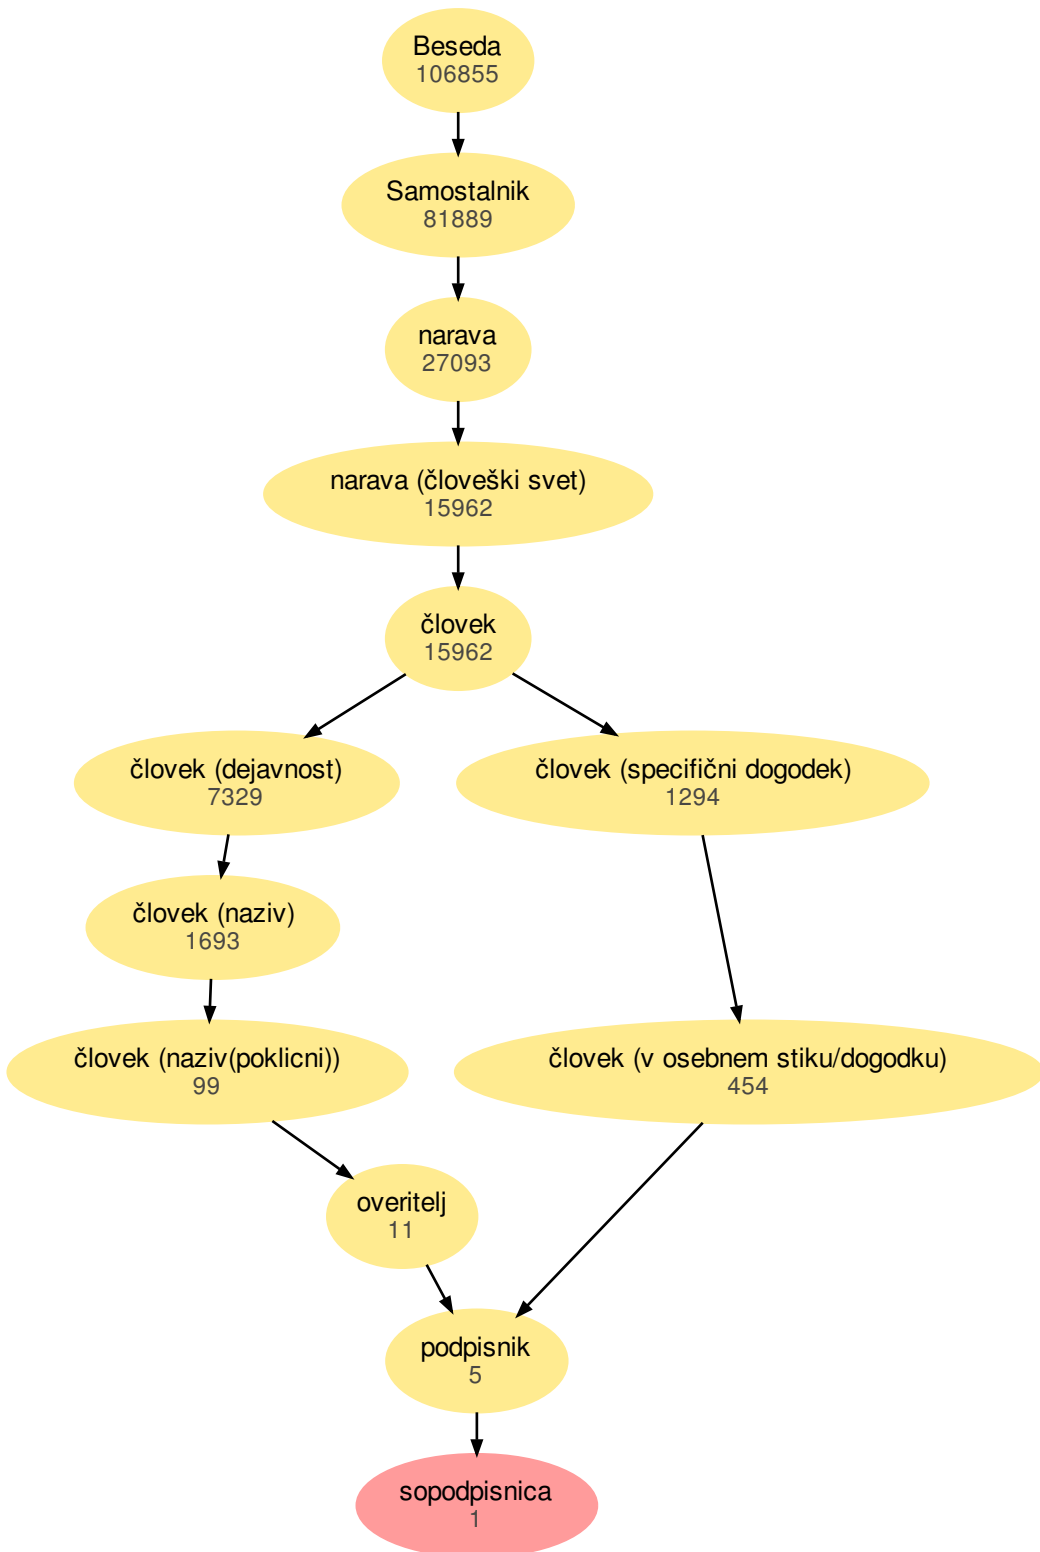 Beseda
106855
Samostalnik
81889
narava
27093
narava (človeški svet)
15962
človek
15962
človek (dejavnost)
7329
človek (specifični dogodek)
1294
človek (naziv)
1693
človek (naziv(poklicni))
99
človek (v osebnem stiku/dogodku)
454
overitelj
11
podpisnik
5
sopodpisnica
1